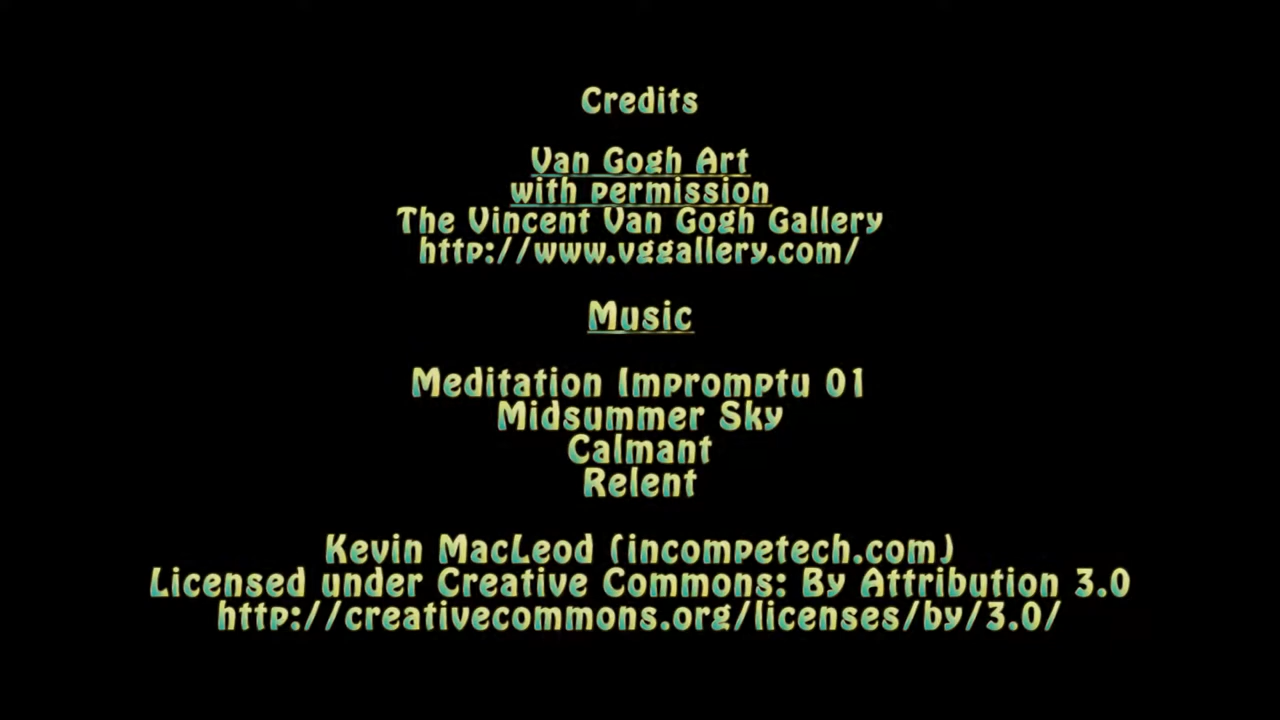 Credits
Van Gogh Art
with permission
The Vincent Van Gogh Gallery
http://www.vggallery.com/
Music
Meditation Impromptu 01
Midsummer Sky
Calmant
Relent
Kevin MacLeod (incompetech.com)
Licensed under Creative Commons: By Attribution 3.0
http://creativecommons.org/licenses/by/3.0/